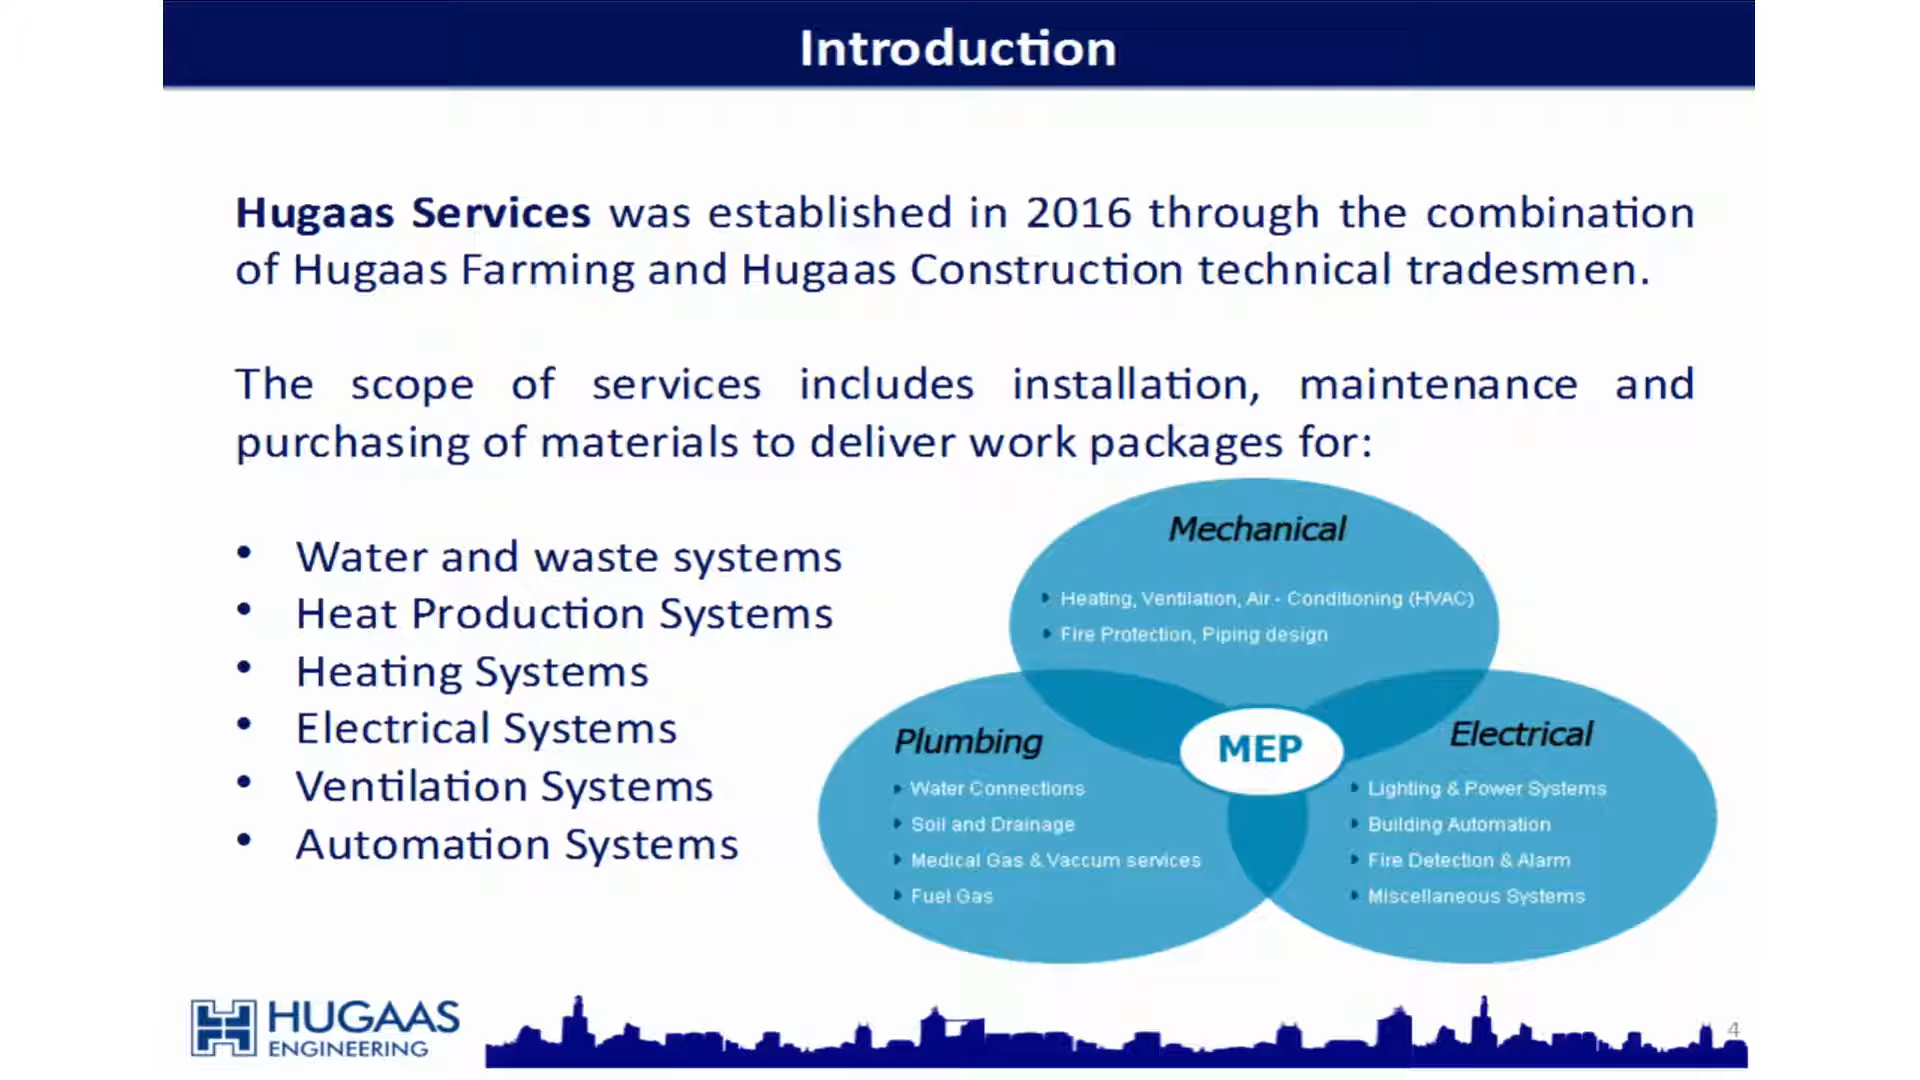 Introduction
Hugaas Services was established in 2016 through the combination
of Hugaas Farming and Hugaas Construction technical tradesmen.
The scope of services includes installation, maintenance and
purchasing of materials to deliver work packages for:
• Water and waste systems
• Heat Production Systems
• Heating Systems
• Electrical Systems
• Ventilation Systems
• Automation Systems
Mechanical
Heating, Ventilation, Air - Conditioning (HVAC)
Fire Protection, Piping design
Plumbing
Water Connections
Soil and Drainage
Medical Gas & Vaccum services
Fuel Gas
MEP
Electrical
Lighting & Power Systems
Building Automation
Fire Detection & Alarm
Miscellaneous Systems
HUGAAS
ENGINEERING
4